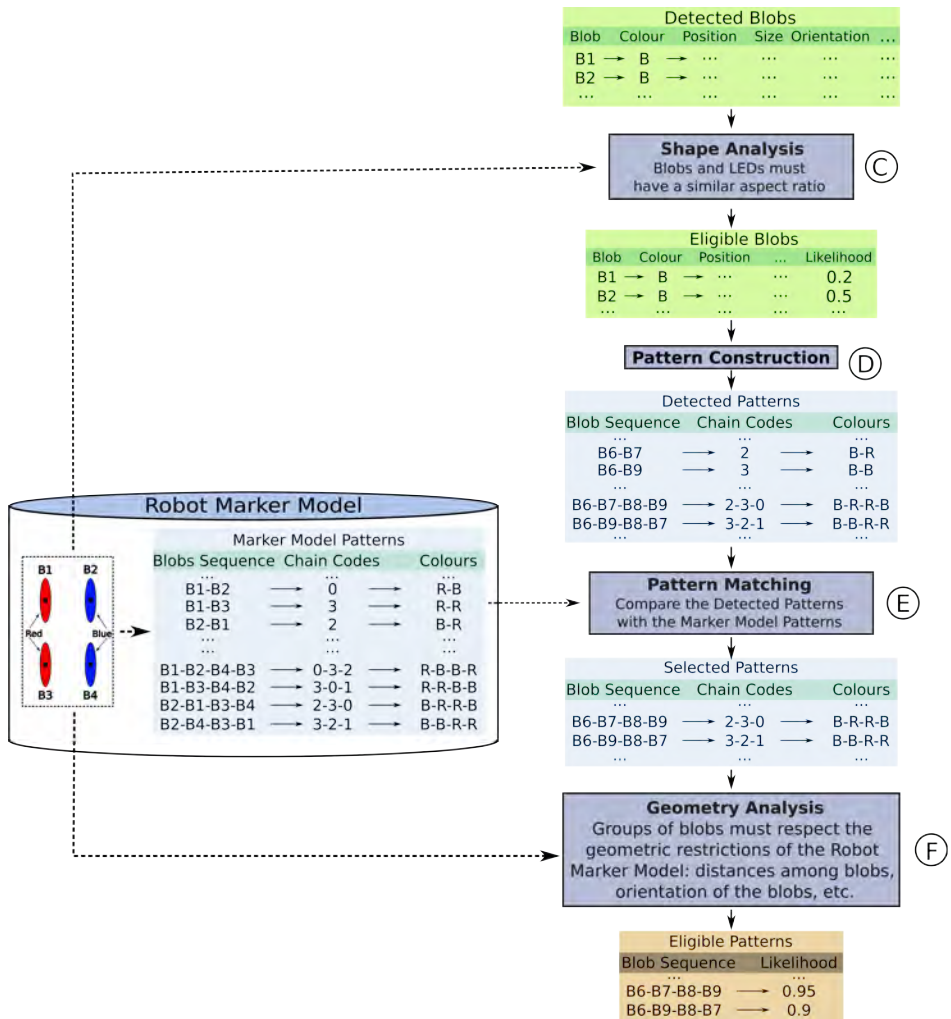 Detected Blobs
Blob Colour Position Size Orientation ...
B1 → B → ... ... ... ...
B2 → B → ... ... ... ...
... ... ... ... ... ...
Shape Analysis
Blobs and LEDs must
have a similar aspect ratio
C
Eligible Blobs
Blob Colour Position ... Likelihood
B1 → B → ... ... 0.2
B2 → B → ... ... 0.5
... ... ... ... ...
Pattern Construction
D
Detected Patterns
Blob Sequence Chain Codes Colours
... ...
B6-B7 → 2 → B-R
B6-B9 → 3 → B-B
... ... ...
B6-B7-B8-B9 → 2-3-0 → B-R-R-B
B6-B9-B8-B7 → 3-2-1 → B-B-R-R
... ... ...
Robot Marker Model
B1 B2
Red Blue
B3 B4
Marker Model Patterns
Blobs Sequence Chain Codes Colours
... ... ...
B1-B2 → 0 → R-B
B1-B3 → 3 → R-R
B2-B1 → 2 → B-R
... ... ...
... ... ...
B1-B2-B4-B3 → 0-3-2 → R-B-B-R
B1-B3-B4-B2 → 3-0-1 → R-R-B-B
B2-B1-B3-B4 → 2-3-0 → B-R-R-B
B2-B4-B3-B1 → 3-2-1 → B-B-R-R
Pattern Matching
Compare the Detected Patterns
with the Marker Model Patterns
E
Selected Patterns
Blob Sequence Chain Codes Colours
... ... ...
B6-B7-B8-B9 → 2-3-0 → B-R-R-B
B6-B9-B8-B7 → 3-2-1 → B-B-R-R
... ... ...
Geometry Analysis
Groups of blobs must respect the
geometric restrictions of the Robot
Marker Model: distances among blobs,
orientation of the blobs, etc.
F
Eligible Patterns
Blob Sequence Likelihood
... ...
B6-B7-B8-B9 → 0.95
B6-B9-B8-B7 → 0.9